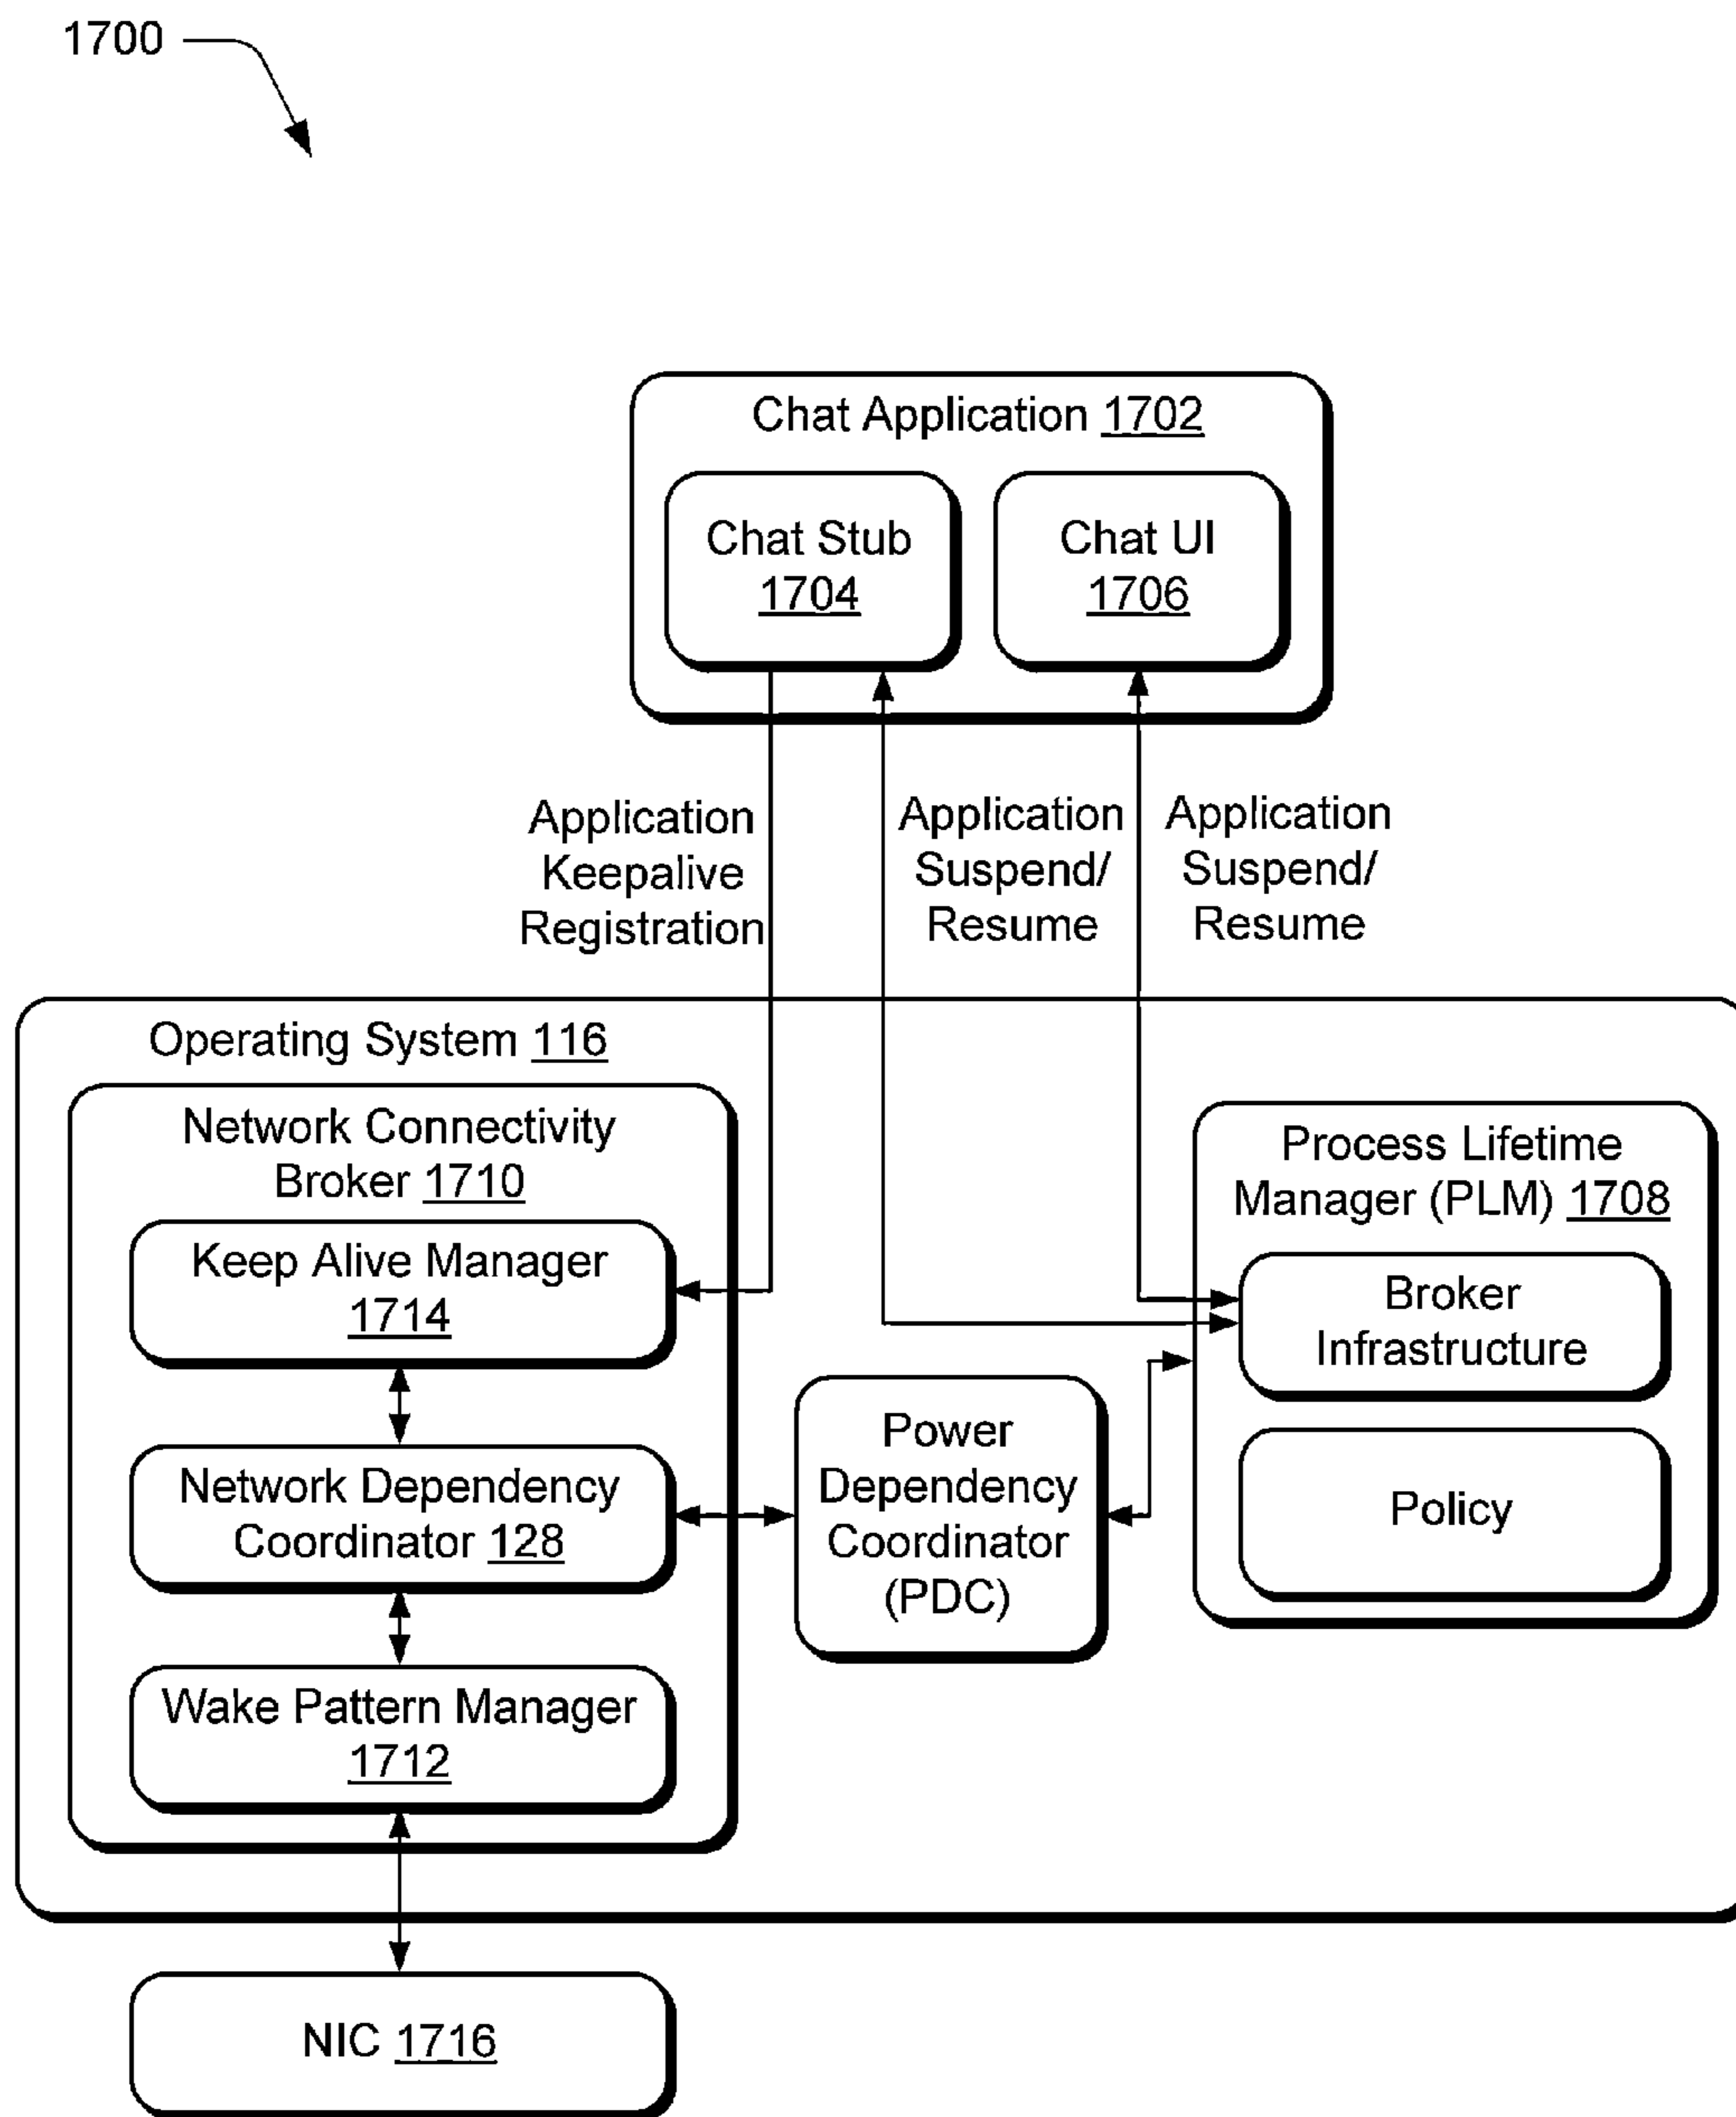 1700
Chat Application 1702
Chat Stub
1704
Chat UI
1706
Application
Keepalive
Registration
Application
Suspend/
Resume
Application
Suspend/
Resume
Operating System 116
Network Connectivity
Broker 1710
Keep Alive Manager
1714
Network Dependency
Coordinator 128
Wake Pattern Manager
1712
Power
Dependency
Coordinator
(PDC)
Process Lifetime
Manager (PLM) 1708
Broker
Infrastructure
Policy
NIC 1716